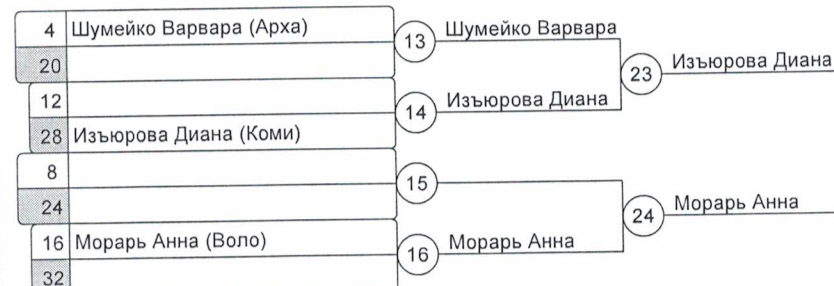 4 Шумейко Варвара (Арха)
20
13 Шумейко Варвара
12
28 Изъюрова Диана (Коми)
14 Изъюрова Диана
23 Изъюрова Диана
8
24
15
16 Морарь Анна (Воло)
32
16 Морарь Анна
24 Морарь Анна